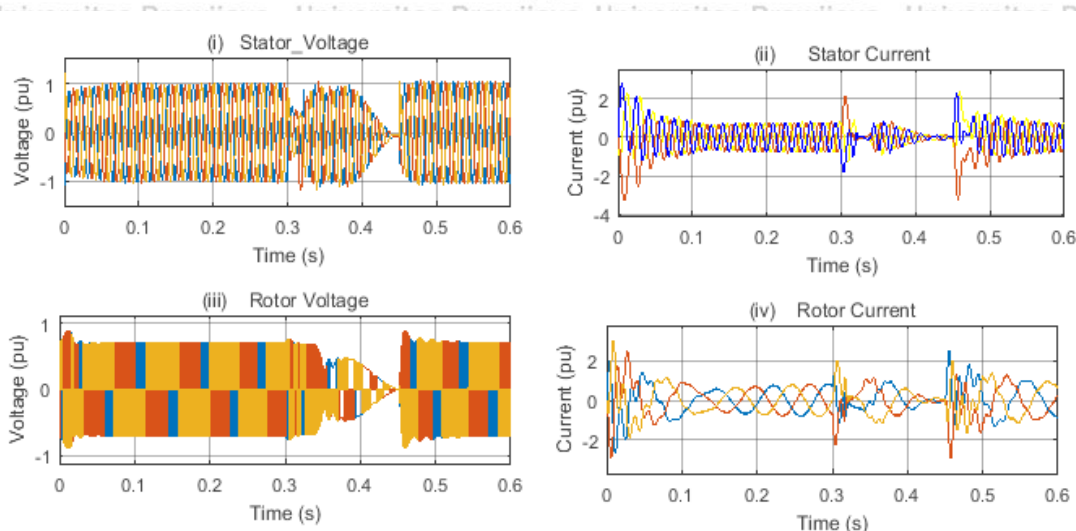 (i) Stator_Voltage
Voltage (pu)
1
0
-1
0 0.1 0.2 0.3 0.4 0.5 0.6
Time (s)
(ii) Stator Current
Current (pu)
2
0
-2
-4
0 0.1 0.2 0.3 0.4 0.5 0.6
Time (s)
(iii) Rotor Voltage
Voltage (pu)
1
0
-1
0 0.1 0.2 0.3 0.4 0.5 0.6
Time (s)
(iv) Rotor Current
Current (pu)
2
0
-2
0 0.1 0.2 0.3 0.4 0.5 0.6
Time (s)